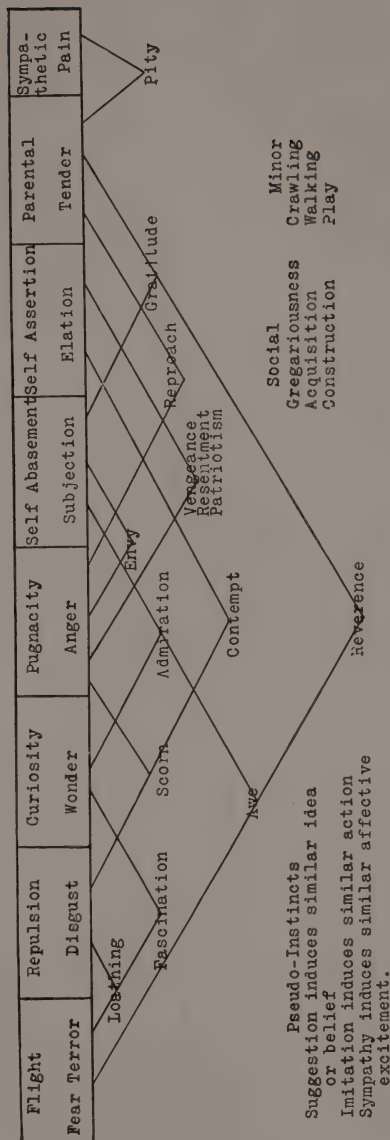 Flight
Repulsion
Curiosity
Pugnacity
Self Abasement
Self Assertion
Parental
Sympa-
thetic
Fear Terror
Disgust
Wonder
Anger
Subjection
Elation
Tender
Pain
Loathing
Fascination
Scorn
Admiration
Envy
Reproach
Gratitude
Pity
Vengeance
Resentment
Patriotism
Contempt
Awe
Reverence
Pseudo-Instincts
Suggestion induces similar idea
or belief
Imitation induces similar action
Sympathy induces similar affective
excitement.
Social
Gregariousness
Acquisition
Construction
Minor
Crawling
Walking
Play